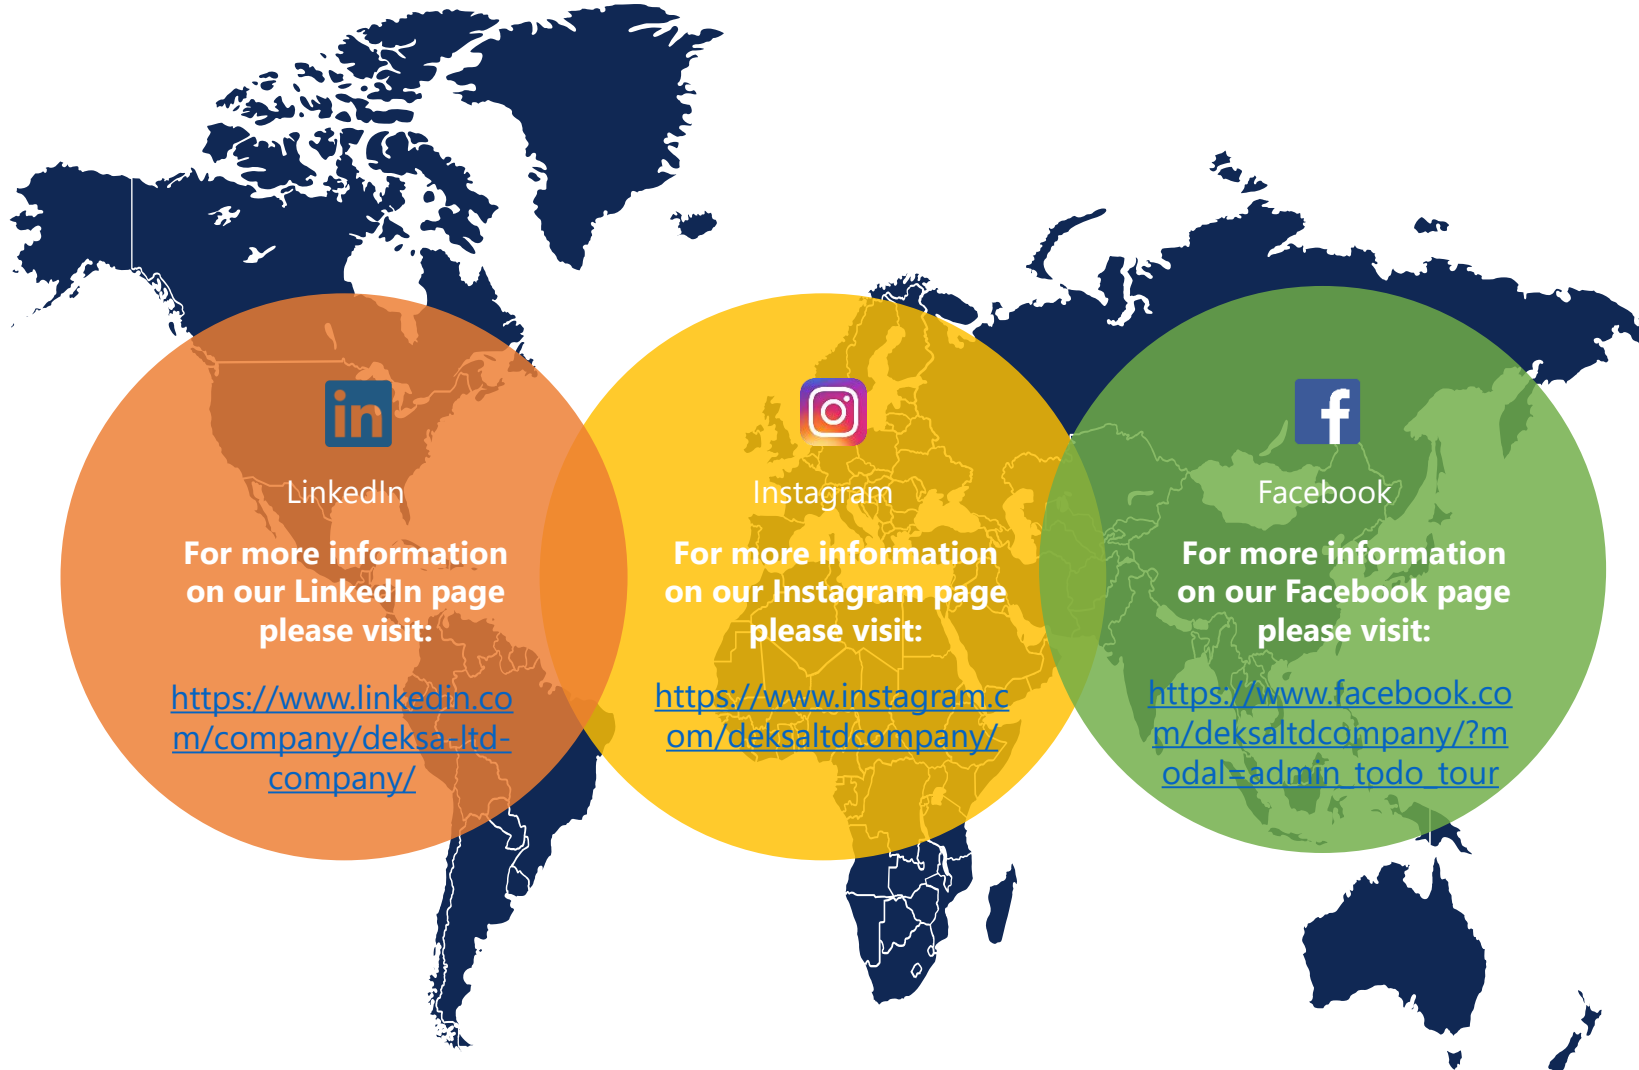 in
LinkedIn
For more information
on our LinkedIn page
please visit:
https://www.linkedin.co
m/company/deksa-ltd-
company/
Instagram
For more information
on our Instagram page
please visit:
https://www.instagram.c
om/deksaltdcompany/
f
Facebook
For more information
on our Facebook page
please visit:
https://www.facebook.co
m/deksaltdcompany/?m
odal=admin_todo_tour